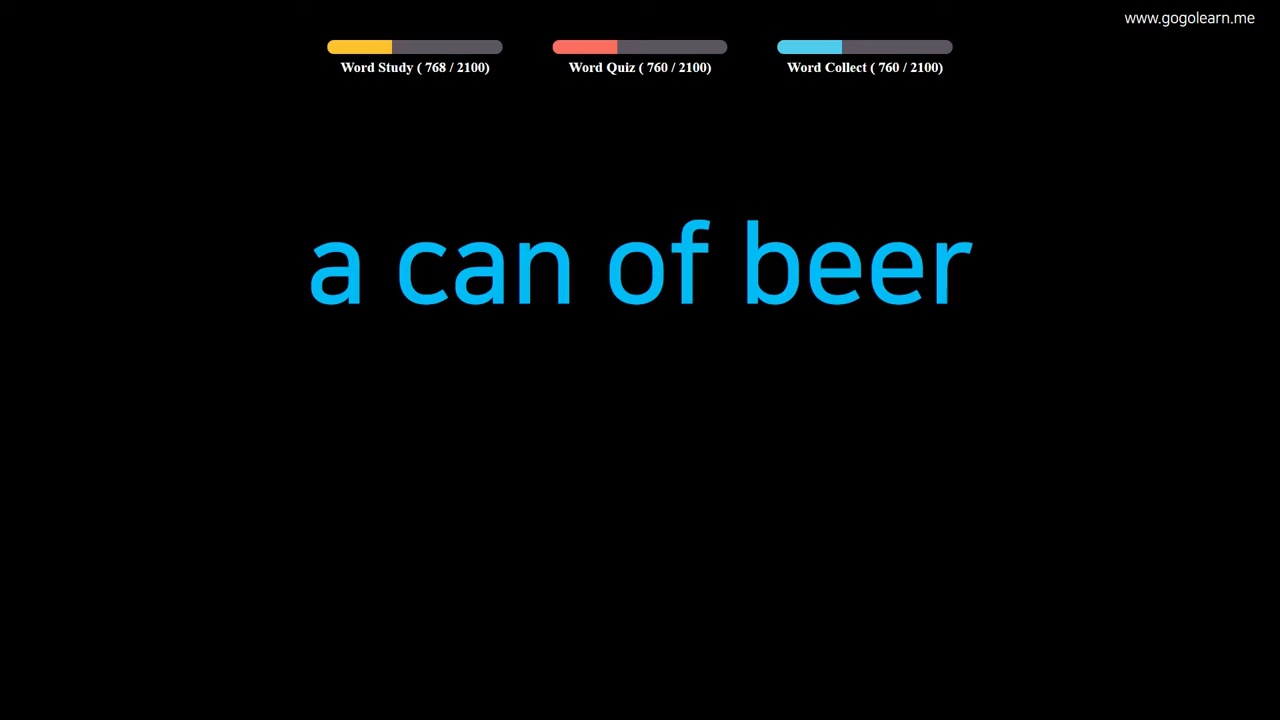 www.gogolearn.me
Word Study ( 768 / 2100)
Word Quiz ( 760 / 2100)
Word Collect ( 760 / 2100)
a can of beer